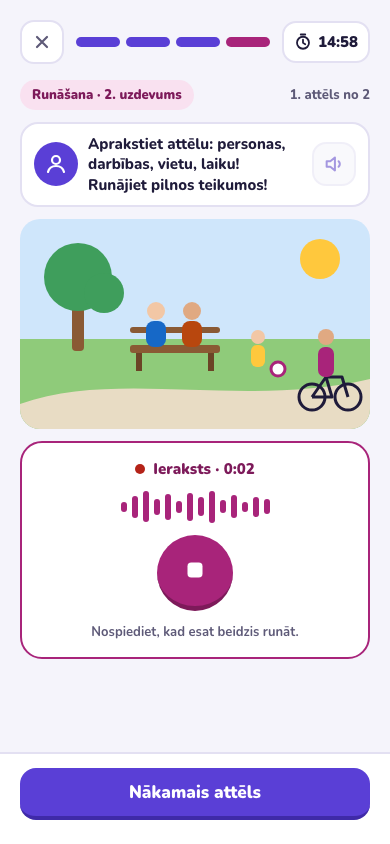 14:58
Runāšana · 2. uzdevums
1. attēls no 2
Aprakstiet attēlu: personas,
darbības, vietu, laiku!
Runājiet pilnos teikumos!
Ieraksts · 0:02
Nospiediet, kad esat beidzis runāt.
Nākamais attēls